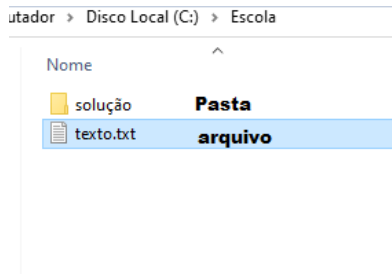 utador > Disco Local (C:) > Escola
Nome
solução Pasta
texto.txt arquivo